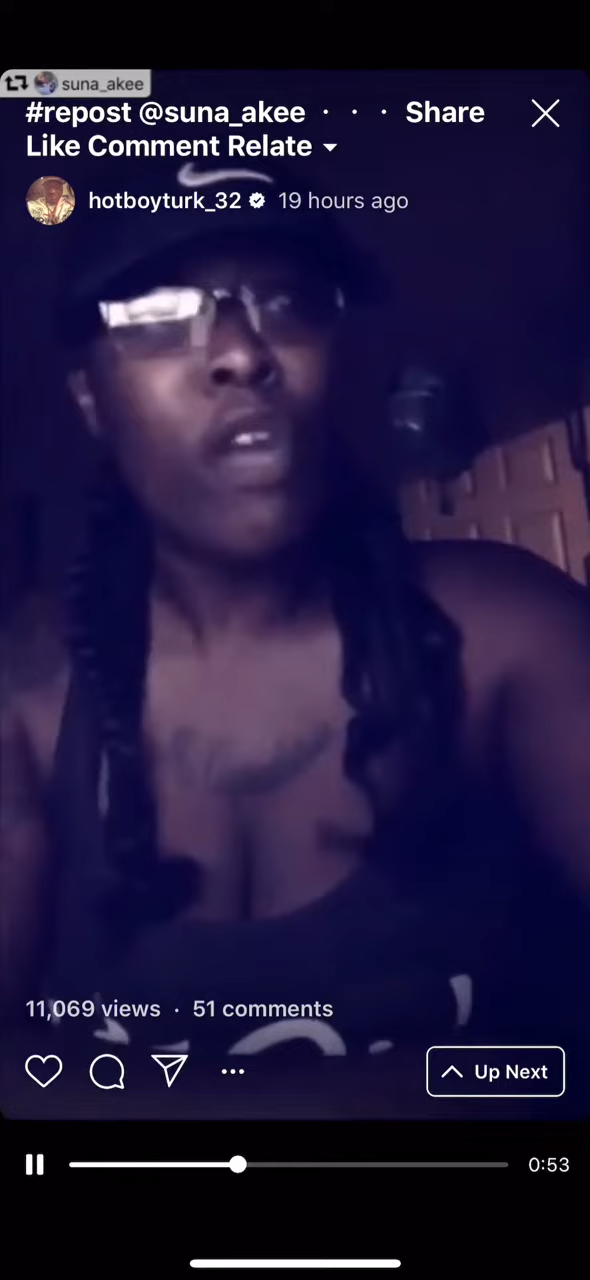 suna_akee
#repost @suna_akee · · · Share
Like Comment Relate
hotboyturk_32 19 hours ago
11,069 views · 51 comments
Up Next
0:53